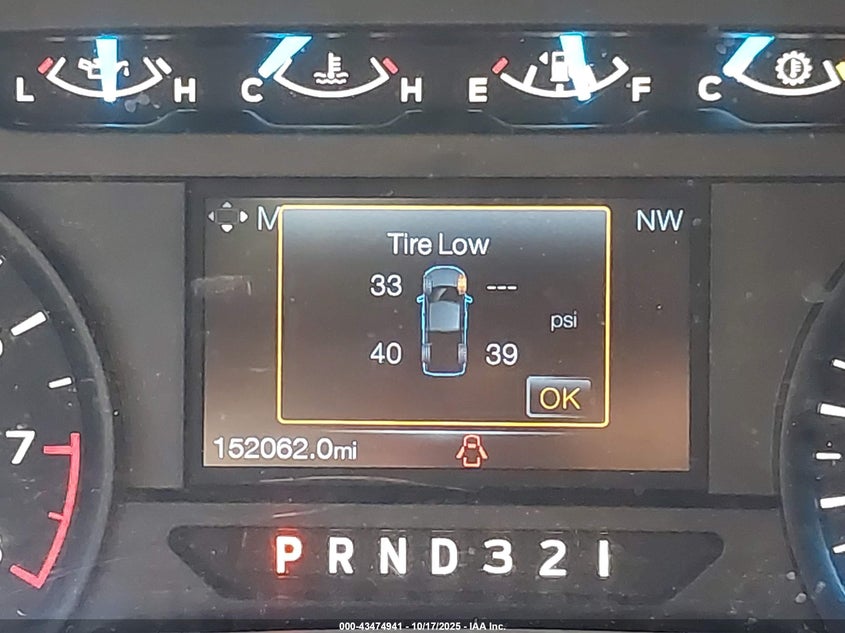 L H C H E F C
M NW
Tire Low
33 ---
psi
40 39
OK
152062.0mi
7
P R N D 3 2 1
000-43474941 - 10/17/2025 - IAA Inc.